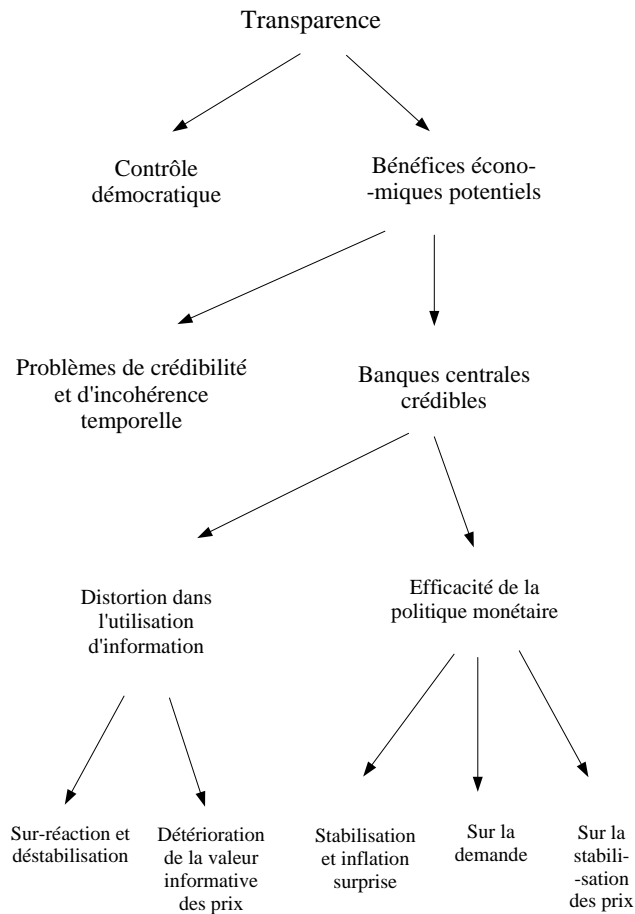 Transparence
Contrôle
démocratique
Bénéfices écono-
-miques potentiels
Problèmes de crédibilité
et d'incohérence
temporelle
Banques centrales
crédibles
Distortion dans
l'utilisation
d'information
Efficacité de la
politique monétaire
Sur-réaction et
déstabilisation
Détérioration
de la valeur
informative
des prix
Stabilisation
et inflation
surprise
Sur la
demande
Sur la
stabili-
-sation
des prix